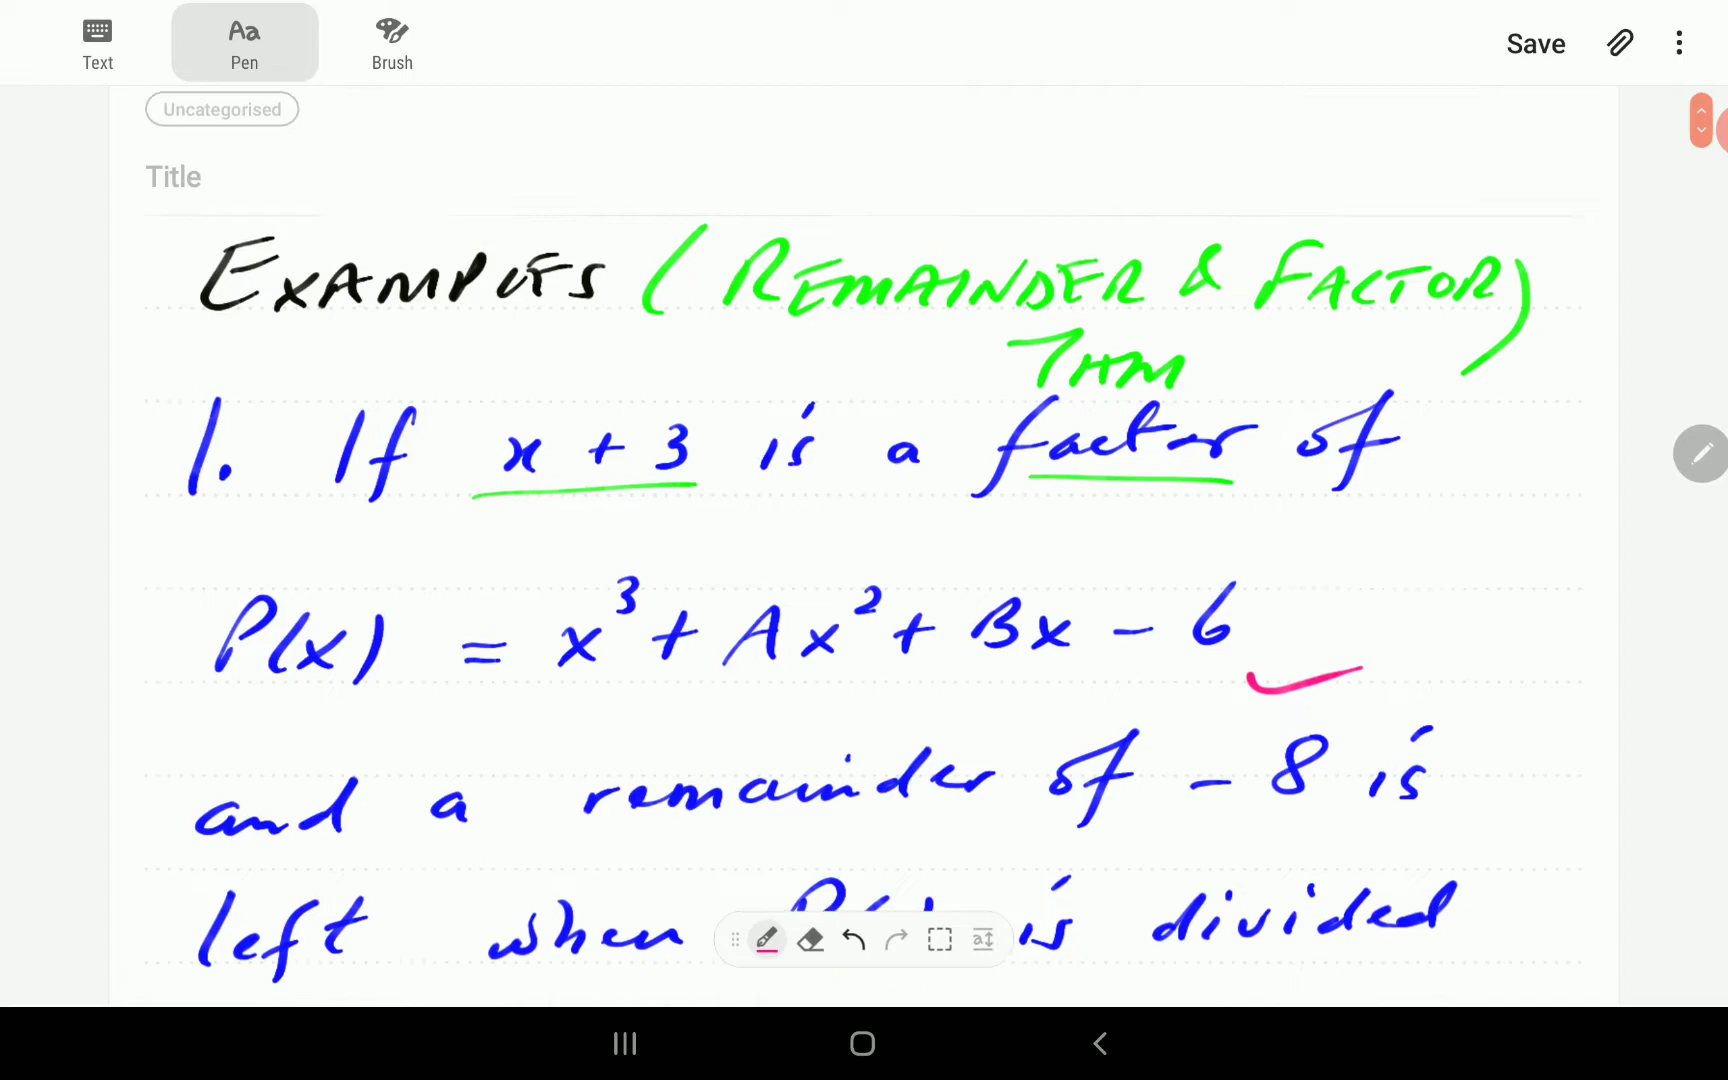 Text Pen Brush Save
Uncategorised
Title
EXAMPLES (REMAINDER & FACTOR)
THM
1. If x + 3 is a factor of
P(x) = x³ + Ax² + Bx - 6
and a remainder of - 8 is
left when is divided